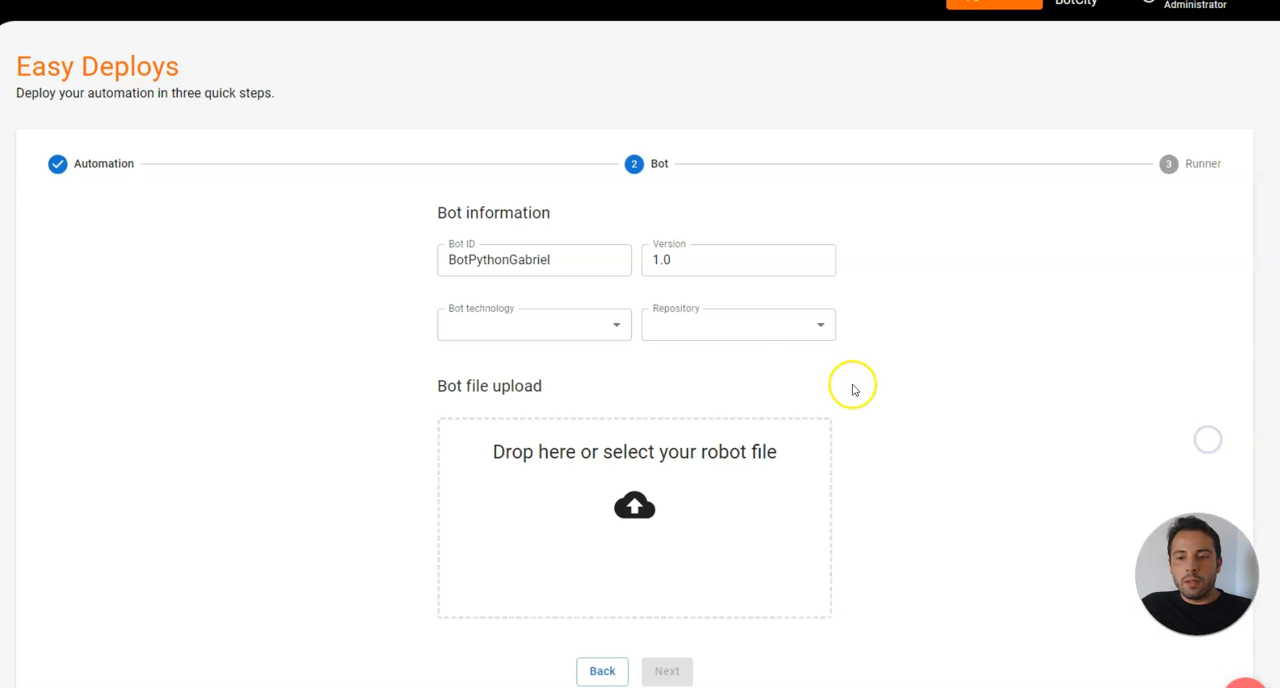 BotCity
Administrator
Easy Deploys
Deploy your automation in three quick steps.
Automation
2 Bot
3 Runner
Bot information
Bot ID
BotPythonGabriel
Version
1.0
Bot technology
Repository
Bot file upload
Drop here or select your robot file
Back
Next